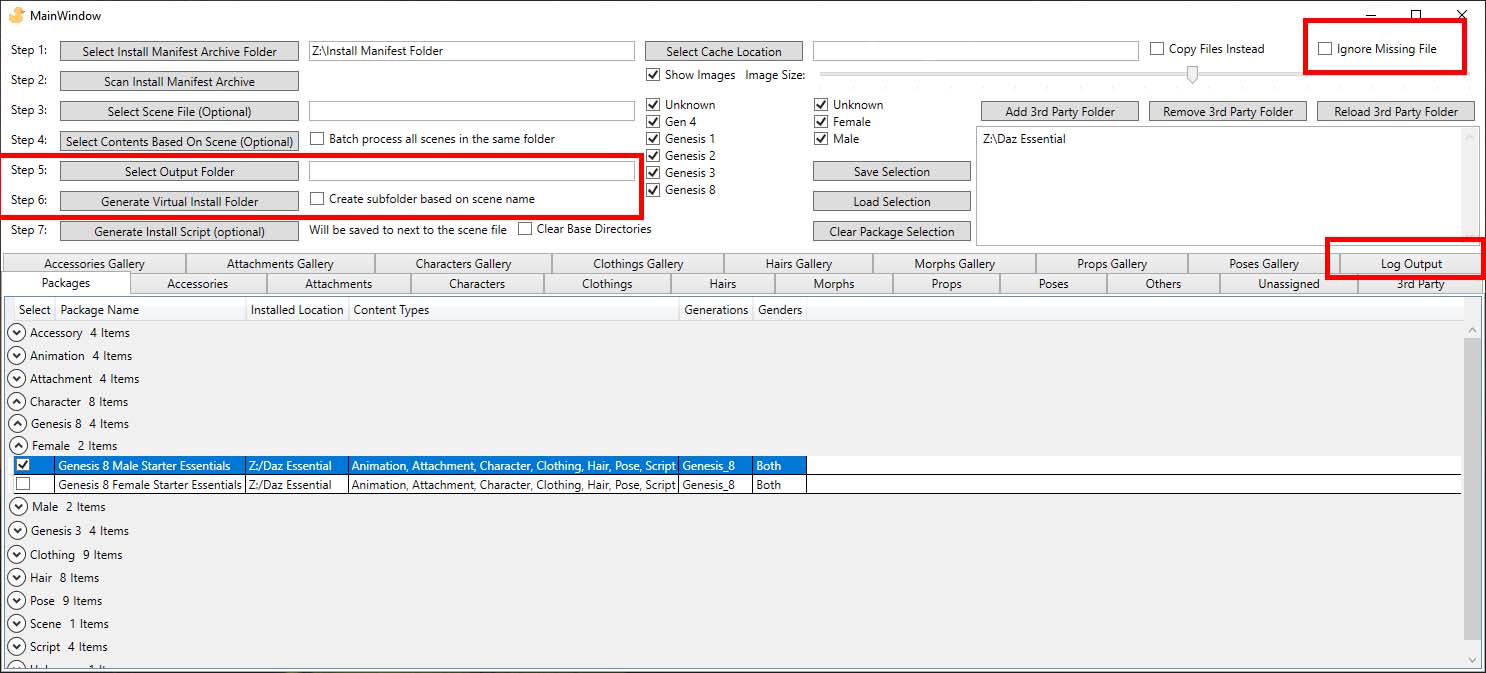 MainWindow
Step 1: Select Install Manifest Archive Folder Z:\Install Manifest Folder Select Cache Location Copy Files Instead Ignore Missing File
Step 2: Scan Install Manifest Archive Show Images Image Size:
Step 3: Select Scene File (Optional) Unknown Unknown Add 3rd Party Folder Remove 3rd Party Folder Reload 3rd Party Folder
Gen 4 Female
Step 4: Select Contents Based On Scene (Optional) Batch process all scenes in the same folder Genesis 1 Male Z:\Daz Essential
Genesis 2
Step 5: Select Output Folder Genesis 3 Save Selection
Genesis 8
Step 6: Generate Virtual Install Folder Create subfolder based on scene name Load Selection
Step 7: Generate Install Script (optional) Will be saved to next to the scene file Clear Base Directories Clear Package Selection
Accessories Gallery Attachments Gallery Characters Gallery Clothings Gallery Hairs Gallery Morphs Gallery Props Gallery Poses Gallery Log Output
Packages Accessories Attachments Characters Clothings Hairs Morphs Props Poses Others Unassigned 3rd Party
Select Package Name Installed Location Content Types Generations Genders
Accessory 4 Items
Animation 4 Items
Attachment 4 Items
Character 8 Items
Genesis 8 4 Items
Female 2 Items
Genesis 8 Male Starter Essentials Z:/Daz Essential Animation, Attachment, Character, Clothing, Hair, Pose, Script Genesis_8 Both
Genesis 8 Female Starter Essentials Z:/Daz Essential Animation, Attachment, Character, Clothing, Hair, Pose, Script Genesis_8 Both
Male 2 Items
Genesis 3 4 Items
Clothing 9 Items
Hair 8 Items
Pose 9 Items
Scene 1 Items
Script 4 Items